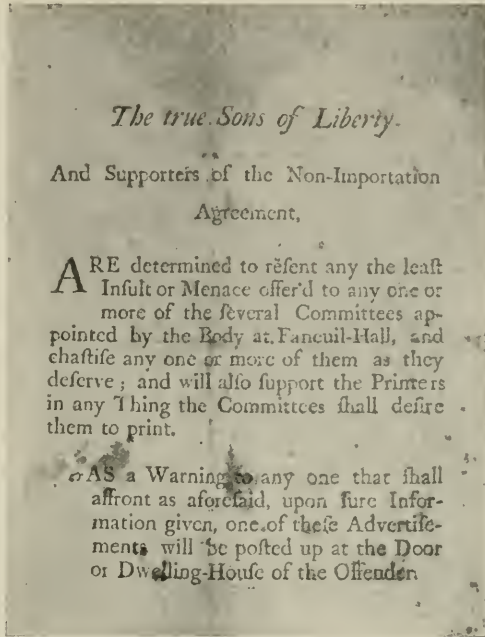 The true Sons of Liberty.
And Supporters of the Non-Importation
Agreement,
ARE determined to resent any the leaſt
Inſult or Menace offer'd to any one or
more of the ſeveral Committees ap-
pointed by the Body at Faneuil-Hall, and
chaſtiſe any one or more of them as they
deſerve; and will alſo ſupport the Printers
in any Thing the Committees ſhall deſire
them to print.
AS a Warning to any one that ſhall
affront as aforeſaid, upon ſure Infor-
mation given, one of theſe Advertiſe-
ments will be poſted up at the Door
or Dwelling-Houſe of the Offender